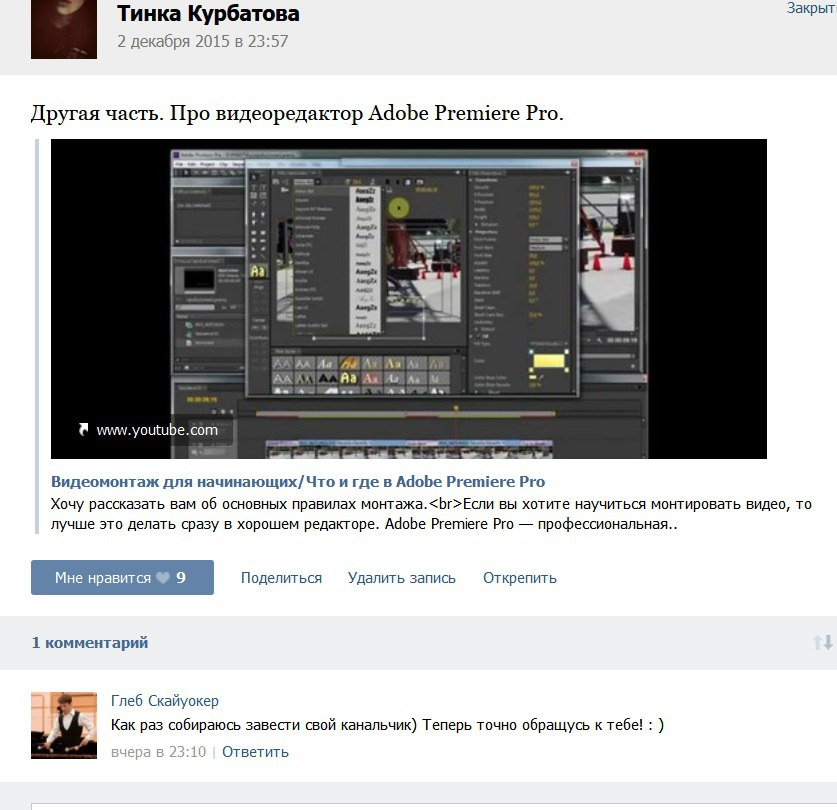 Тинка Курбатова
Закрыт
2 декабря 2015 в 23:57
Другая часть. Про видеоредактор Adobe Premiere Pro.
www.youtube.com
Видеомонтаж для начинающих/Что и где в Adobe Premiere Pro
Хочу рассказать вам об основных правилах монтажа.<br>Если вы хотите научиться монтировать видео, то
лучше это делать сразу в хорошем редакторе. Adobe Premiere Pro — профессиональная..
Мне нравится 9 Поделиться Удалить запись Открепить
1 комментарий
Глеб Скайуокер
Как раз собираюсь завести свой канальчик) Теперь точно обращусь к тебе! : )
вчера в 23:10 | Ответить